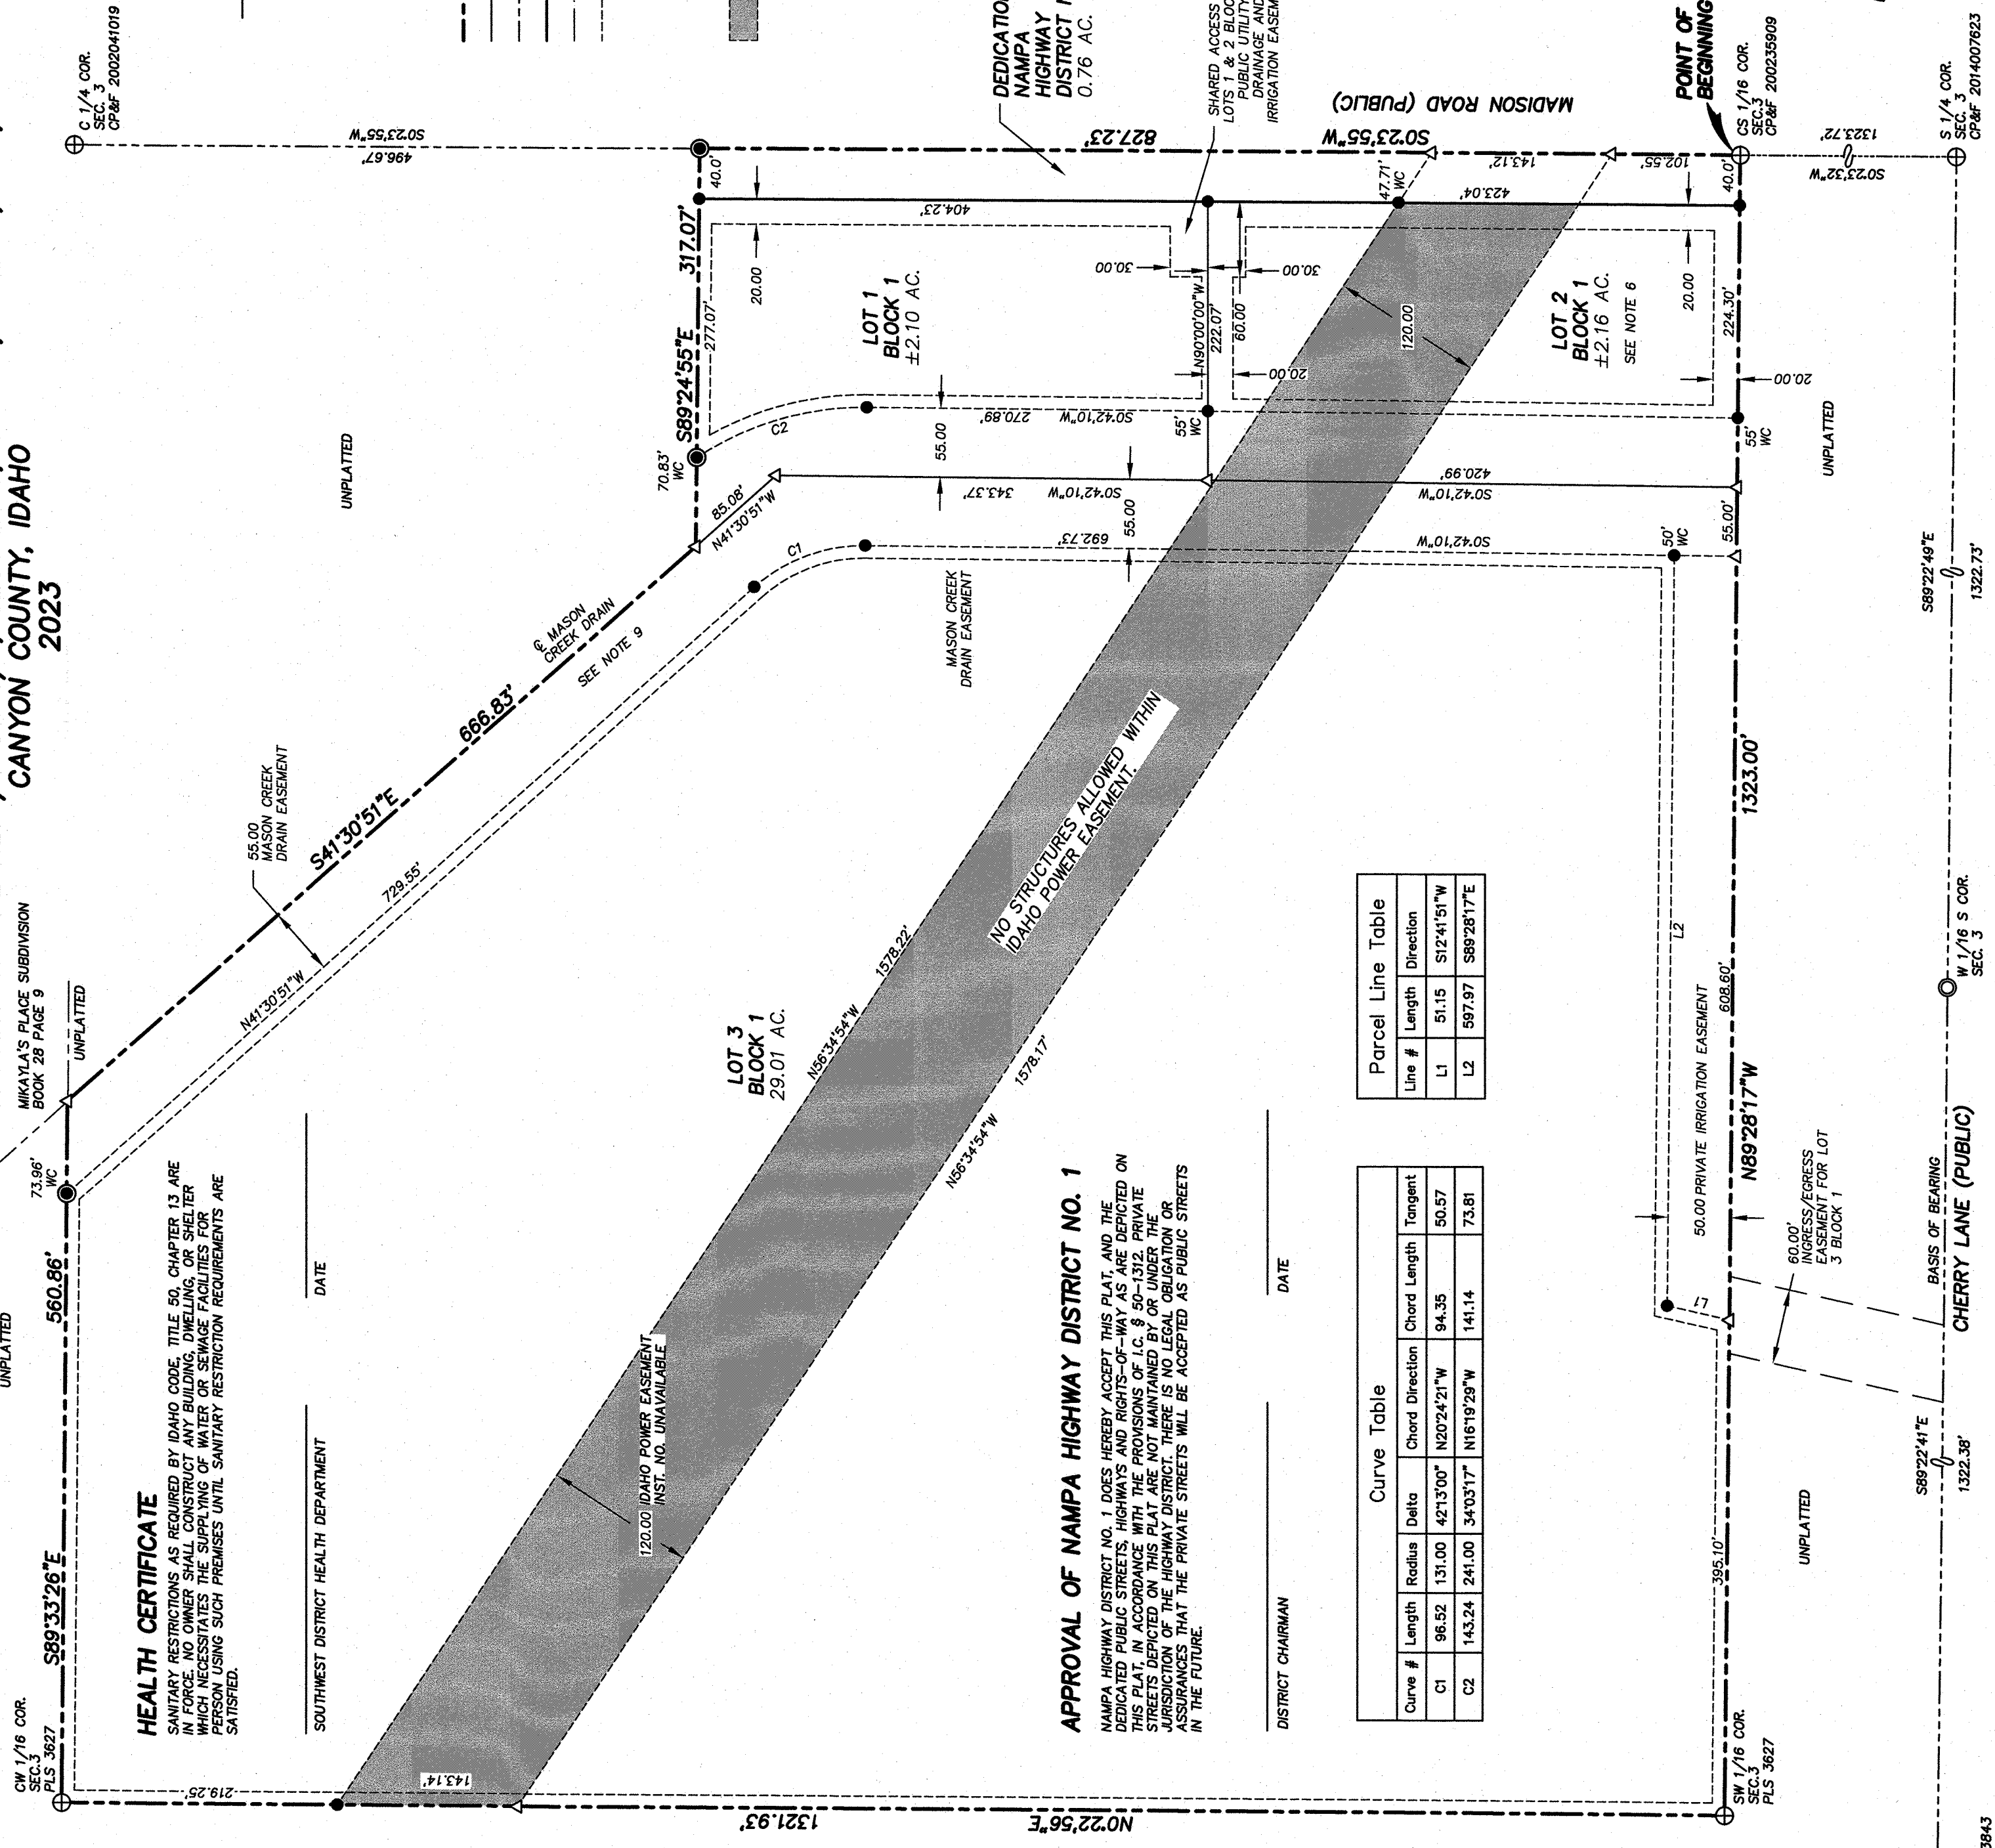 CANYON COUNTY, IDAHO
2023
C 1/4 COR.
SEC. 3
CP&F 2002041019
S0°23'55"W
496.67'
DEDICATION
NAMPA
HIGHWAY
DISTRICT
0.76 AC.
SHARED ACCESS
LOTS 1 & 2
PUBLIC UTILITY
DRAINAGE AND
IRRIGATION
MADISON ROAD (PUBLIC)
POINT OF
BEGINNING
CS 1/16 COR.
SEC.3
CP&F 200235909
S0°23'32"W
1323.72'
S 1/4 COR.
SEC. 3
CP&F 2014007623
827.23'
S0°23'55"W
143.12'
102.55'
40.0'
40.0'
47.71'
WC
404.23'
423.04'
S89°24'55"E
317.07'
277.07'
20.00
LOT 1
BLOCK 1
±2.10 AC.
30.00
30.00
N90°00'00"W
222.07'
60.00
20.00
120.00
LOT 2
BLOCK 1
±2.16 AC.
SEE NOTE 6
20.00
224.30'
20.00
UNPLATTED
UNPLATTED
70.83'
WC
C2
270.89'
S0°42'10"W
55'
WC
55'
WC
85.08'
N41°30'51"W
55.00
343.37'
S0°42'10"W
420.99'
S0°42'10"W
55.00
55.00'
C1
692.73'
S0°42'10"W
50'
WC
MASON CREEK
DRAIN EASEMENT
℄ MASON
CREEK DRAIN
SEE NOTE 9
666.83'
S41°30'51"E
55.00
MASON CREEK
DRAIN EASEMENT
729.55'
N41°30'51"W
MIKAYLA'S PLACE SUBDIVISION
BOOK 28 PAGE 9
UNPLATTED
73.96'
WC
560.86'
UNPLATTED
S89°33'26"E
CW 1/16 COR.
SEC.3
PLS 3627
219.25'
143.14'
1321.93'
N0°22'56"E
HEALTH CERTIFICATE
SANITARY RESTRICTIONS AS REQUIRED BY IDAHO CODE, TITLE 50, CHAPTER 13 ARE
IN FORCE. NO OWNER SHALL CONSTRUCT ANY BUILDING, DWELLING, OR SHELTER
WHICH NECESSITATES THE SUPPLYING OF WATER OR SEWAGE FACILITIES FOR
PERSON USING SUCH PREMISES UNTIL SANITARY RESTRICTION REQUIREMENTS ARE
SATISFIED.
SOUTHWEST DISTRICT HEALTH DEPARTMENT
DATE
NO STRUCTURES ALLOWED WITHIN
IDAHO POWER EASEMENT.
1578.22'
N56°34'54"W
LOT 3
BLOCK 1
29.01 AC.
1578.17'
N56°34'54"W
120.00 IDAHO POWER EASEMENT
INST. NO. UNAVAILABLE
APPROVAL OF NAMPA HIGHWAY DISTRICT NO. 1
NAMPA HIGHWAY DISTRICT NO. 1 DOES HEREBY ACCEPT THIS PLAT, AND THE
DEDICATED PUBLIC STREETS, HIGHWAYS AND RIGHTS-OF-WAY AS ARE DEPICTED ON
THIS PLAT, IN ACCORDANCE WITH THE PROVISIONS OF I.C. § 50-1312. PRIVATE
STREETS DEPICTED ON THIS PLAT ARE NOT MAINTAINED BY OR UNDER THE
JURISDICTION OF THE HIGHWAY DISTRICT. THERE IS NO LEGAL OBLIGATION OR
ASSURANCES THAT THE PRIVATE STREETS WILL BE ACCEPTED AS PUBLIC STREETS
IN THE FUTURE.
DISTRICT CHAIRMAN
DATE
Parcel Line Table
Line # Length Direction
L1 51.15 S12°41'51"W
L2 597.97 S89°28'17"E
Curve Table
Curve # Length Radius Delta Chord Direction Chord Length Tangent
C1 96.52 131.00 42°13'00" N20°24'21"W 94.35 50.57
C2 143.24 241.00 34°03'17" N16°19'29"W 141.14 73.81
L2
50.00 PRIVATE IRRIGATION EASEMENT
608.60'
1323.00'
N89°28'17"W
L1
395.10'
60.00'
INGRESS/EGRESS
EASEMENT FOR LOT
3 BLOCK 1
UNPLATTED
SW 1/16 COR.
SEC.3
PLS 3627
S89°22'49"E
1322.73'
W 1/16 S COR.
SEC. 3
BASIS OF BEARING
CHERRY LANE (PUBLIC)
S89°22'41"E
1322.38'
3843